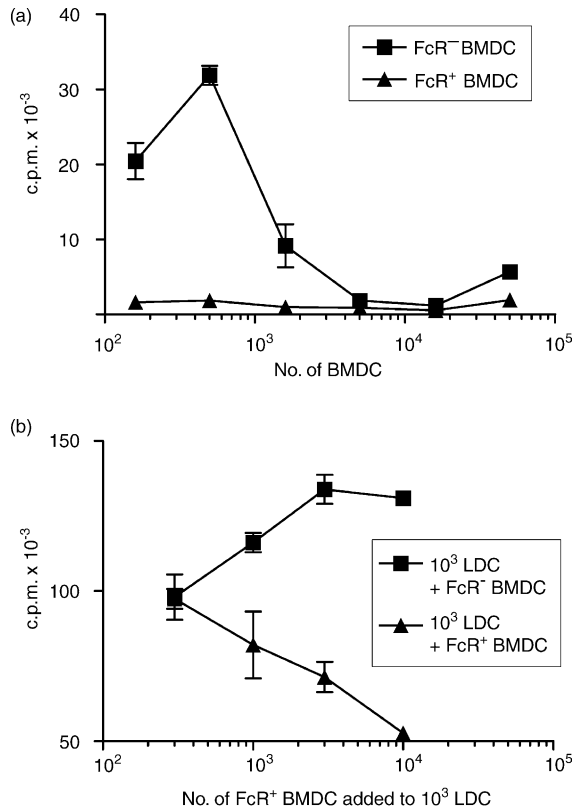 (a)
40
30
20
10
c.p.m. x 10⁻³
FcR⁻ BMDC
FcR⁺ BMDC
10² 10³ 10⁴ 10⁵
No. of BMDC
(b)
150
100
50
c.p.m. x 10⁻³
10³ LDC
+ FcR⁻ BMDC
10³ LDC
+ FcR⁺ BMDC
10² 10³ 10⁴ 10⁵
No. of FcR⁺ BMDC added to 10³ LDC